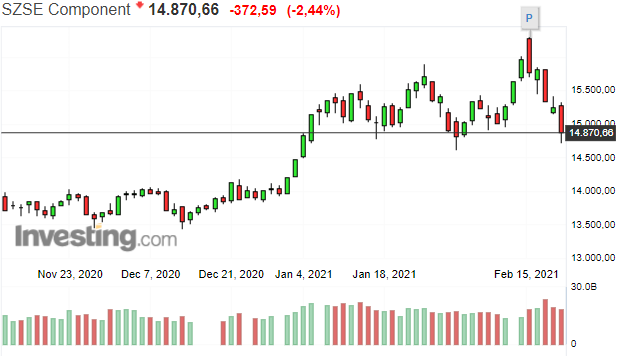 SZSE Component 14.870,66 -372,59 (-2,44%)
P
15.500,00
15.000,00
14.870,66
14.500,00
14.000,00
13.500,00
13.000,00
Investing.com
Nov 23, 2020 Dec 7, 2020 Dec 21, 2020 Jan 4, 2021 Jan 18, 2021 Feb 15, 2021
30.0B
0